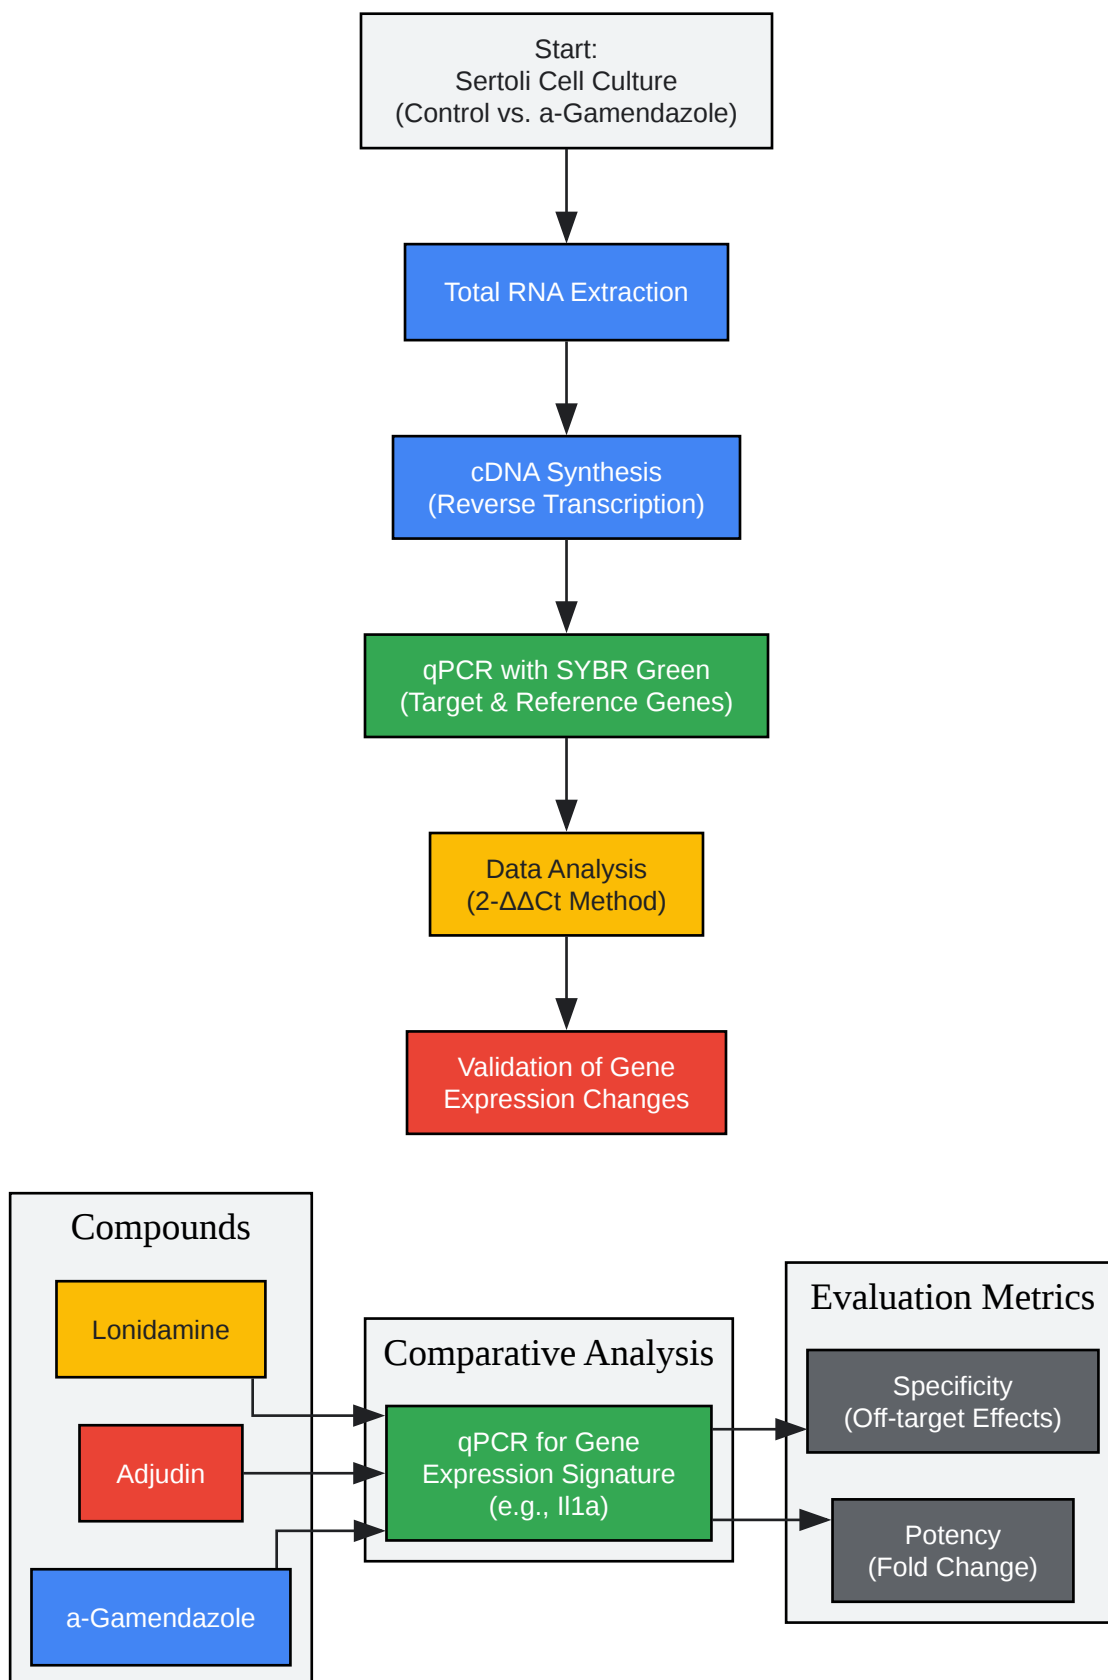 Start:
Sertoli Cell Culture
(Control vs. a-Gamendazole)
Total RNA Extraction
cDNA Synthesis
(Reverse Transcription)
qPCR with SYBR Green
(Target & Reference Genes)
Data Analysis
(2-ΔΔCt Method)
Validation of Gene
Expression Changes
Compounds
Lonidamine
Adjudin
a-Gamendazole
Comparative Analysis
qPCR for Gene
Expression Signature
(e.g., Il1a)
Evaluation Metrics
Specificity
(Off-target Effects)
Potency
(Fold Change)